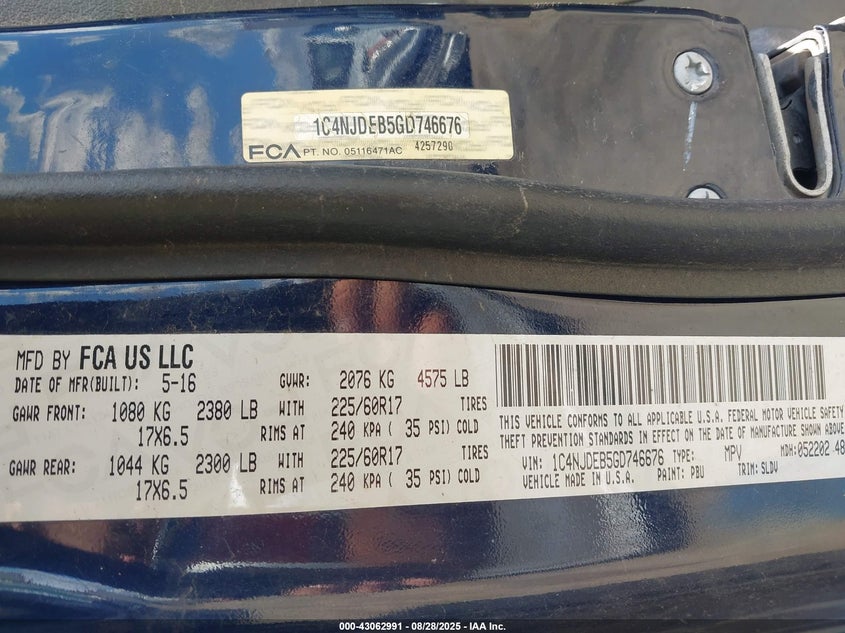 1C4NJDEB5GD746676
FCA PT. NO. 05116471AC 4257290
MFD BY FCA US LLC
DATE OF MFR(BUILT): 5-16 GVWR: 2076 KG 4575 LB
GAWR FRONT: 1080 KG 2380 LB WITH 225/60R17 TIRES
17X6.5 RIMS AT 240 KPA ( 35 PSI) COLD
GAWR REAR: 1044 KG 2300 LB WITH 225/60R17 TIRES
17X6.5 RIMS AT 240 KPA ( 35 PSI) COLD
THIS VEHICLE CONFORMS TO ALL APPLICABLE U.S.A. FEDERAL MOTOR VEHICLE SAFETY
THEFT PREVENTION STANDARDS IN EFFECT ON THE DATE OF MANUFACTURE SHOWN ABOVE
VIN: 1C4NJDEB5GD746676 TYPE: MPV MDH:052202 48
VEHICLE MADE IN U.S.A. PAINT: PBU TRIM: SLDV
000-43062991 - 08/28/2025 - IAA Inc.